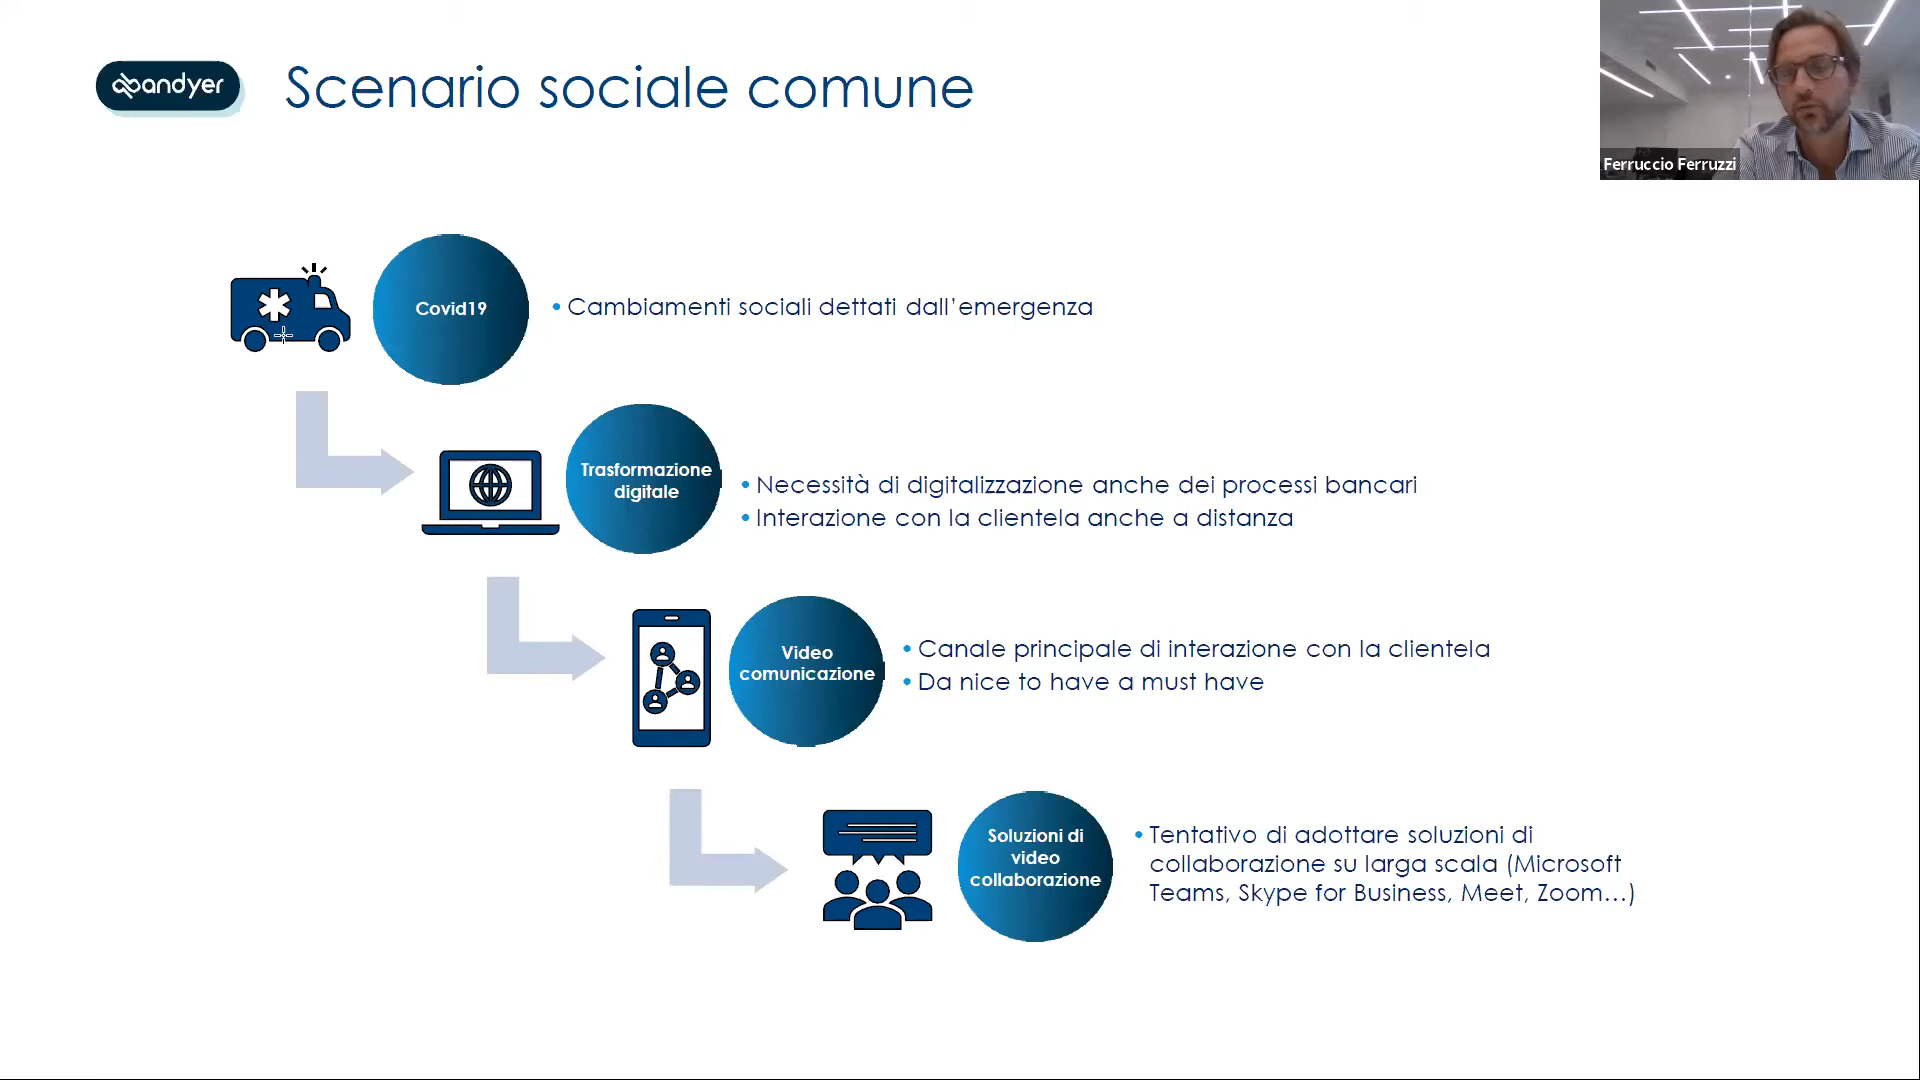 bandyer
Scenario sociale comune
Ferruccio Ferruzzi
Covid19
• Cambiamenti sociali dettati dall’emergenza
Trasformazione
digitale
• Necessità di digitalizzazione anche dei processi bancari
• Interazione con la clientela anche a distanza
Video
comunicazione
• Canale principale di interazione con la clientela
• Da nice to have a must have
Soluzioni di
video
collaborazione
• Tentativo di adottare soluzioni di
collaborazione su larga scala (Microsoft
Teams, Skype for Business, Meet, Zoom...)